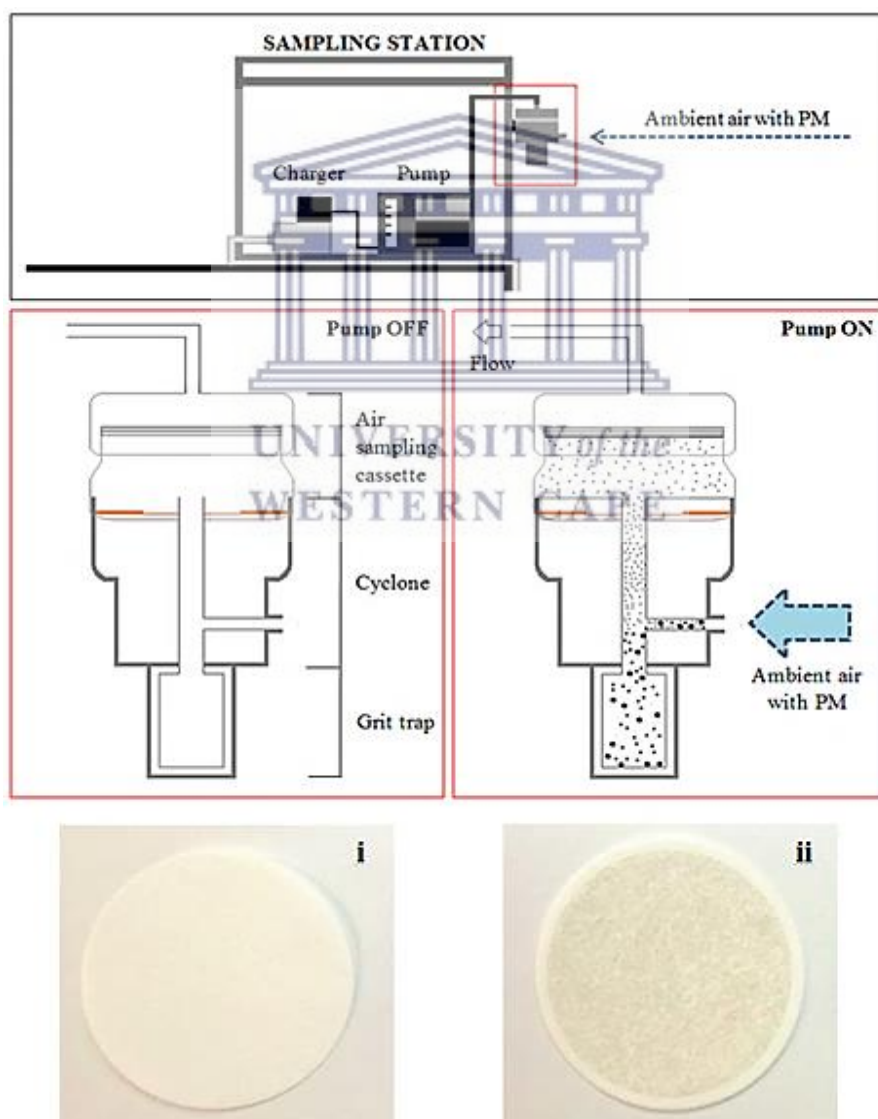 SAMPLING STATION
Ambient air with PM
Charger
Pump
Pump OFF
Pump ON
Flow
Air
sampling
cassette
UNIVERSITY of the
WESTERN CAPE
Cyclone
Ambient air
with PM
Grit trap
i
ii